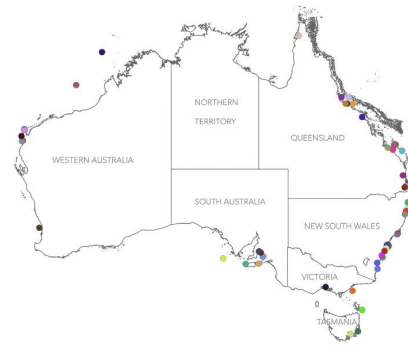 NORTHERN
TERRITORY
QUEENSLAND
WESTERN AUSTRALIA
SOUTH AUSTRALIA
NEW SOUTH WALES
VICTORIA
TASMANIA